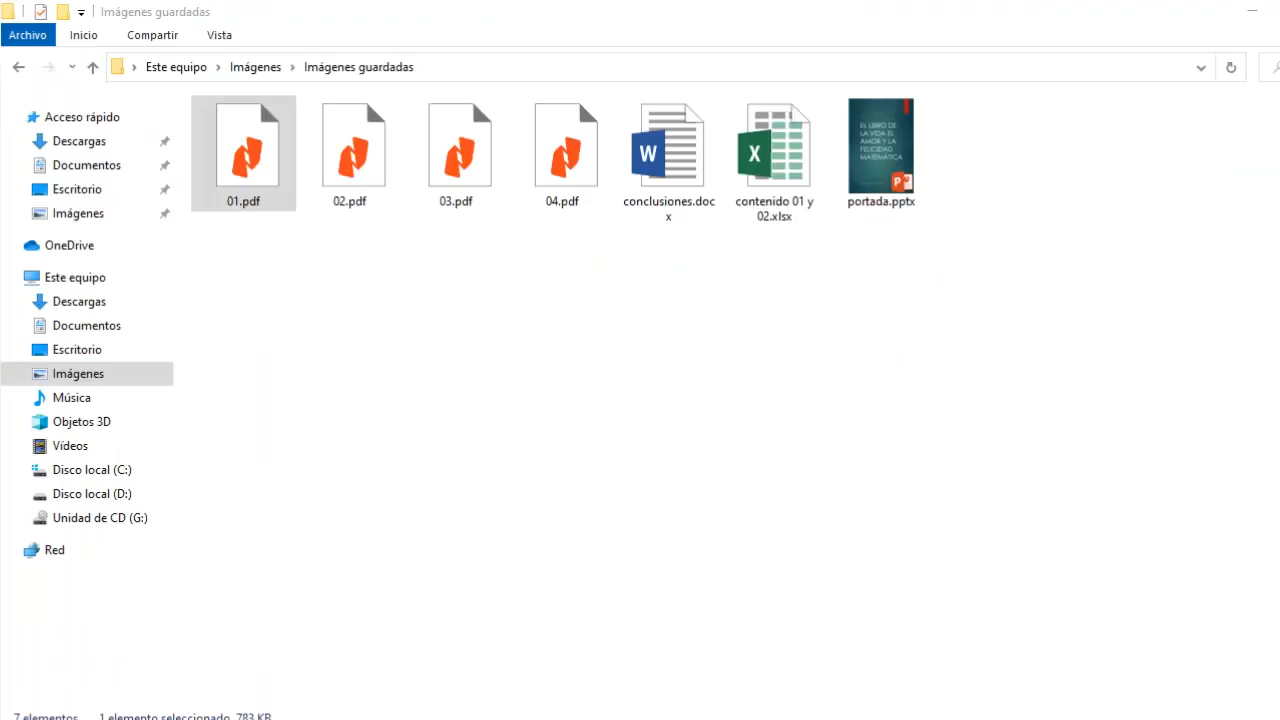 Imágenes guardadas
Archivo Inicio Compartir Vista
Este equipo Imágenes Imágenes guardadas
Acceso rápido
Descargas
Documentos
Escritorio
Imágenes
OneDrive
Este equipo
Descargas
Documentos
Escritorio
Imágenes
Música
Objetos 3D
Vídeos
Disco local (C:)
Disco local (D:)
Unidad de CD (G:)
Red
01.pdf
02.pdf
03.pdf
04.pdf
W
conclusiones.doc
x
X
contenido 01 y
02.xlsx
EL LIBRO DE
LA VIDA EL
AMOR Y LA
FELICIDAD
MATEMÁTICA
P
portada.pptx
7 elementos 1 elemento seleccionado 783 KB